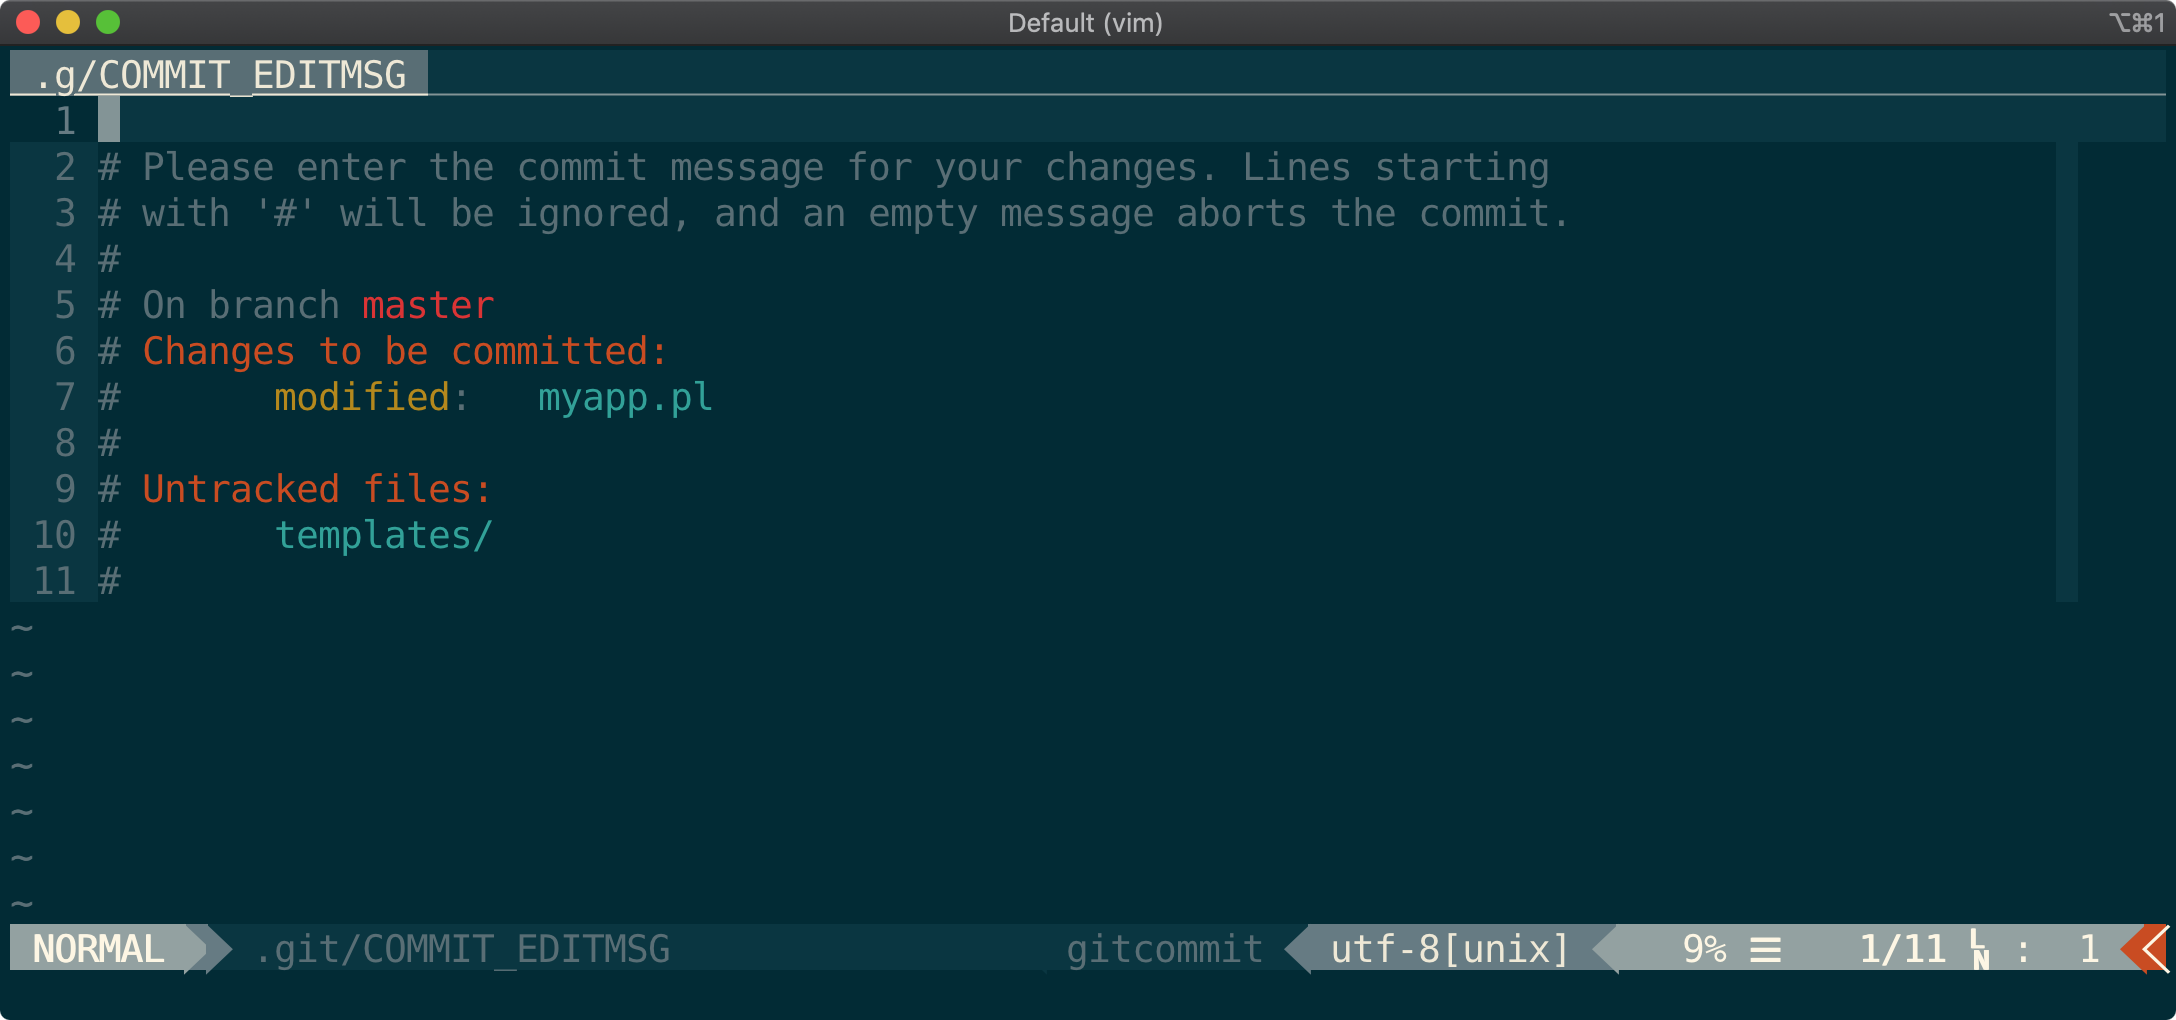 Default (vim)
⌥⌘1
.g/COMMIT_EDITMSG
1
2 # Please enter the commit message for your changes. Lines starting
3 # with '#' will be ignored, and an empty message aborts the commit.
4 #
5 # On branch master
6 # Changes to be committed:
7 #       modified:   myapp.pl
8 #
9 # Untracked files:
10 #       templates/
11 #
~
~
~
~
~
~
~
NORMAL .git/COMMIT_EDITMSG gitcommit utf-8[unix] 9% ☰ 1/11 ␤ : 1